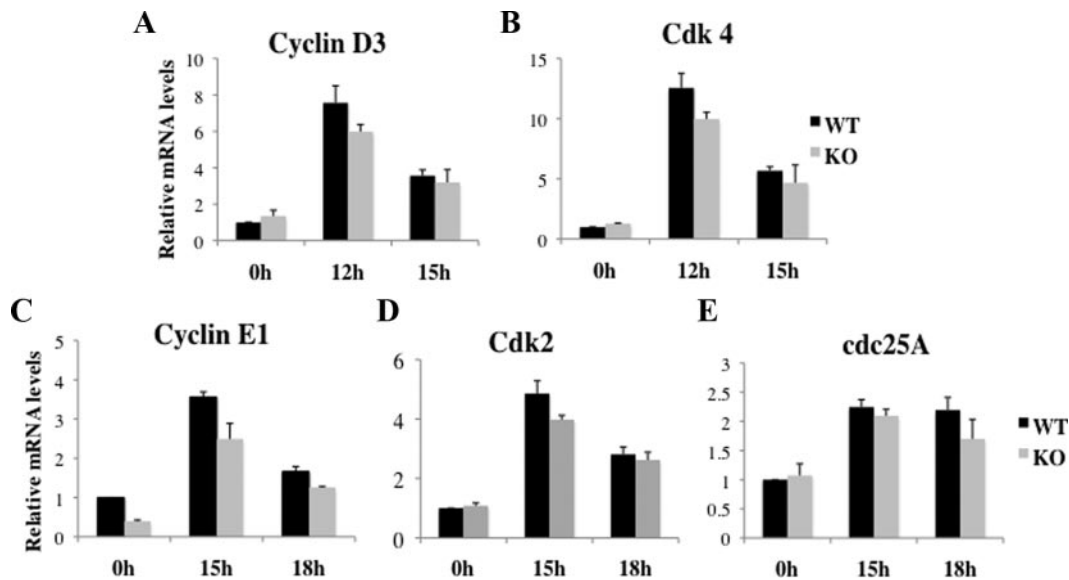 A
Cyclin D3
Relative mRNA levels
10
8
6
4
2
0
0h 12h 15h
B
Cdk 4
15
10
5
0
0h 12h 15h
WT
KO
C
Cyclin E1
Relative mRNA levels
5
4
3
2
1
0
0h 15h 18h
D
Cdk2
6
4
2
0
0h 15h 18h
E
cdc25A
3
2.5
2
1.5
1
0.5
0
0h 15h 18h
WT
KO